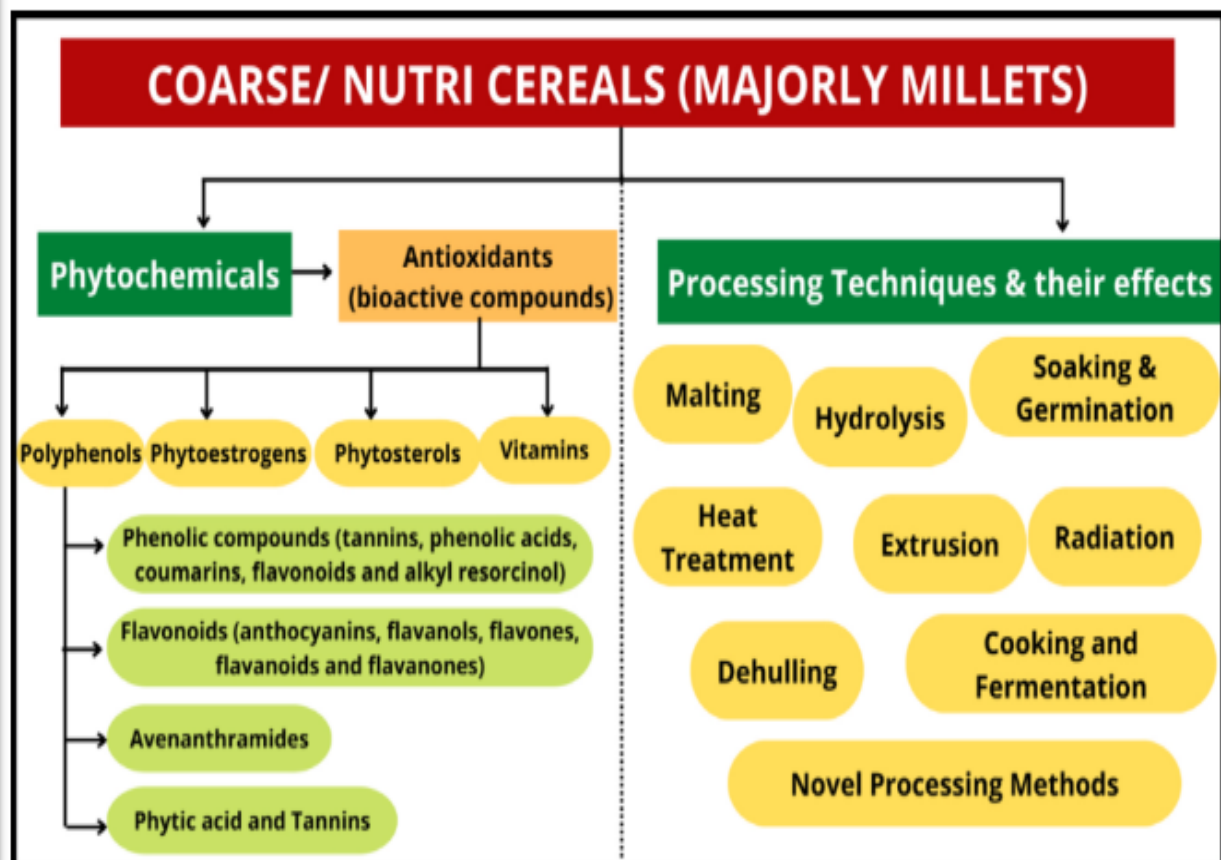 COARSE/ NUTRI CEREALS (MAJORLY MILLETS)
Phytochemicals
Antioxidants
(bioactive compounds)
Polyphenols
Phytoestrogens
Phytosterols
Vitamins
Phenolic compounds (tannins, phenolic acids,
coumarins, flavonoids and alkyl resorcinol)
Flavonoids (anthocyanins, flavanols, flavones,
flavanoids and flavanones)
Avenanthramides
Phytic acid and Tannins
Processing Techniques & their effects
Malting
Hydrolysis
Soaking &
Germination
Heat
Treatment
Extrusion
Radiation
Dehulling
Cooking and
Fermentation
Novel Processing Methods